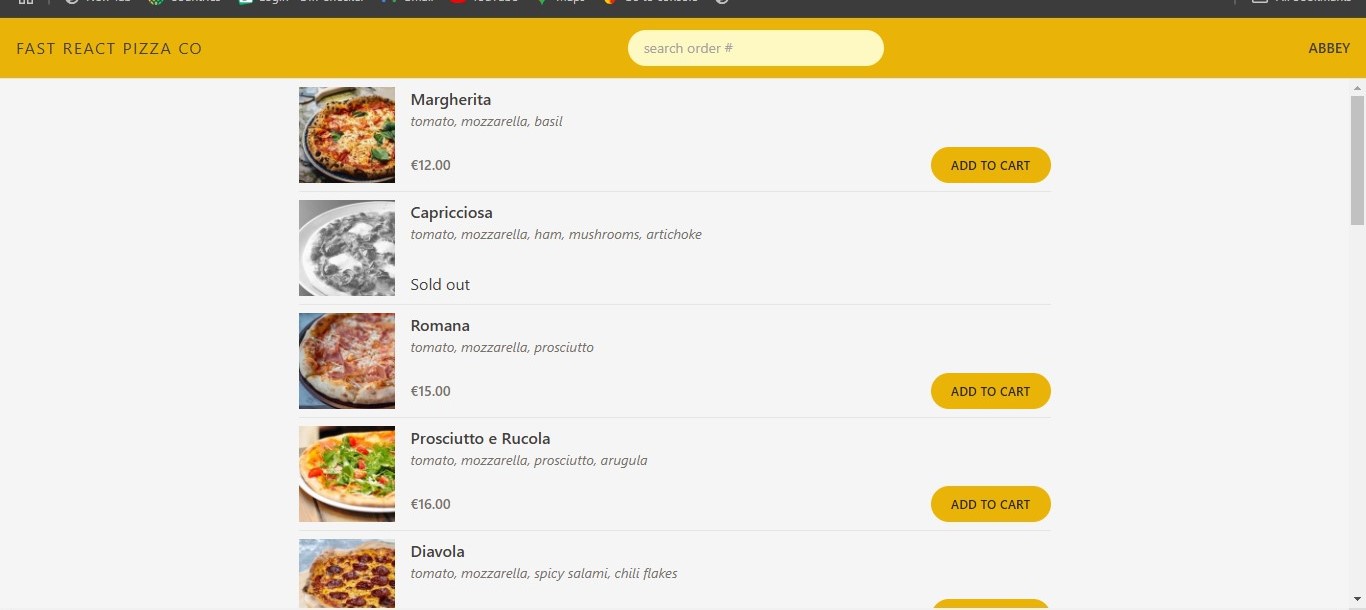 FAST REACT PIZZA CO
search order #
ABBEY
Margherita
tomato, mozzarella, basil
€12.00
ADD TO CART
Capricciosa
tomato, mozzarella, ham, mushrooms, artichoke
Sold out
Romana
tomato, mozzarella, prosciutto
€15.00
ADD TO CART
Prosciutto e Rucola
tomato, mozzarella, prosciutto, arugula
€16.00
ADD TO CART
Diavola
tomato, mozzarella, spicy salami, chili flakes